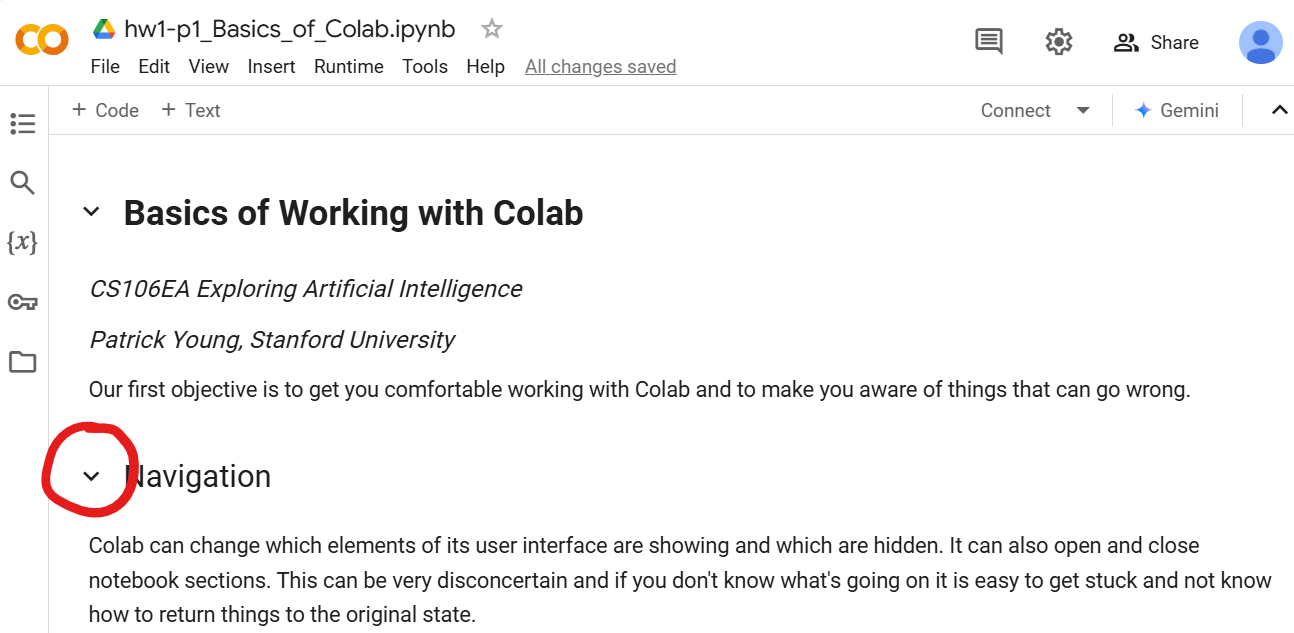 hw1-p1_Basics_of_Colab.ipynb
File Edit View Insert Runtime Tools Help All changes saved
Share
+ Code + Text
Connect
Gemini
{x}
Basics of Working with Colab
CS106EA Exploring Artificial Intelligence
Patrick Young, Stanford University
Our first objective is to get you comfortable working with Colab and to make you aware of things that can go wrong.
Navigation
Colab can change which elements of its user interface are showing and which are hidden. It can also open and close
notebook sections. This can be very disconcertain and if you don't know what's going on it is easy to get stuck and not know
how to return things to the original state.